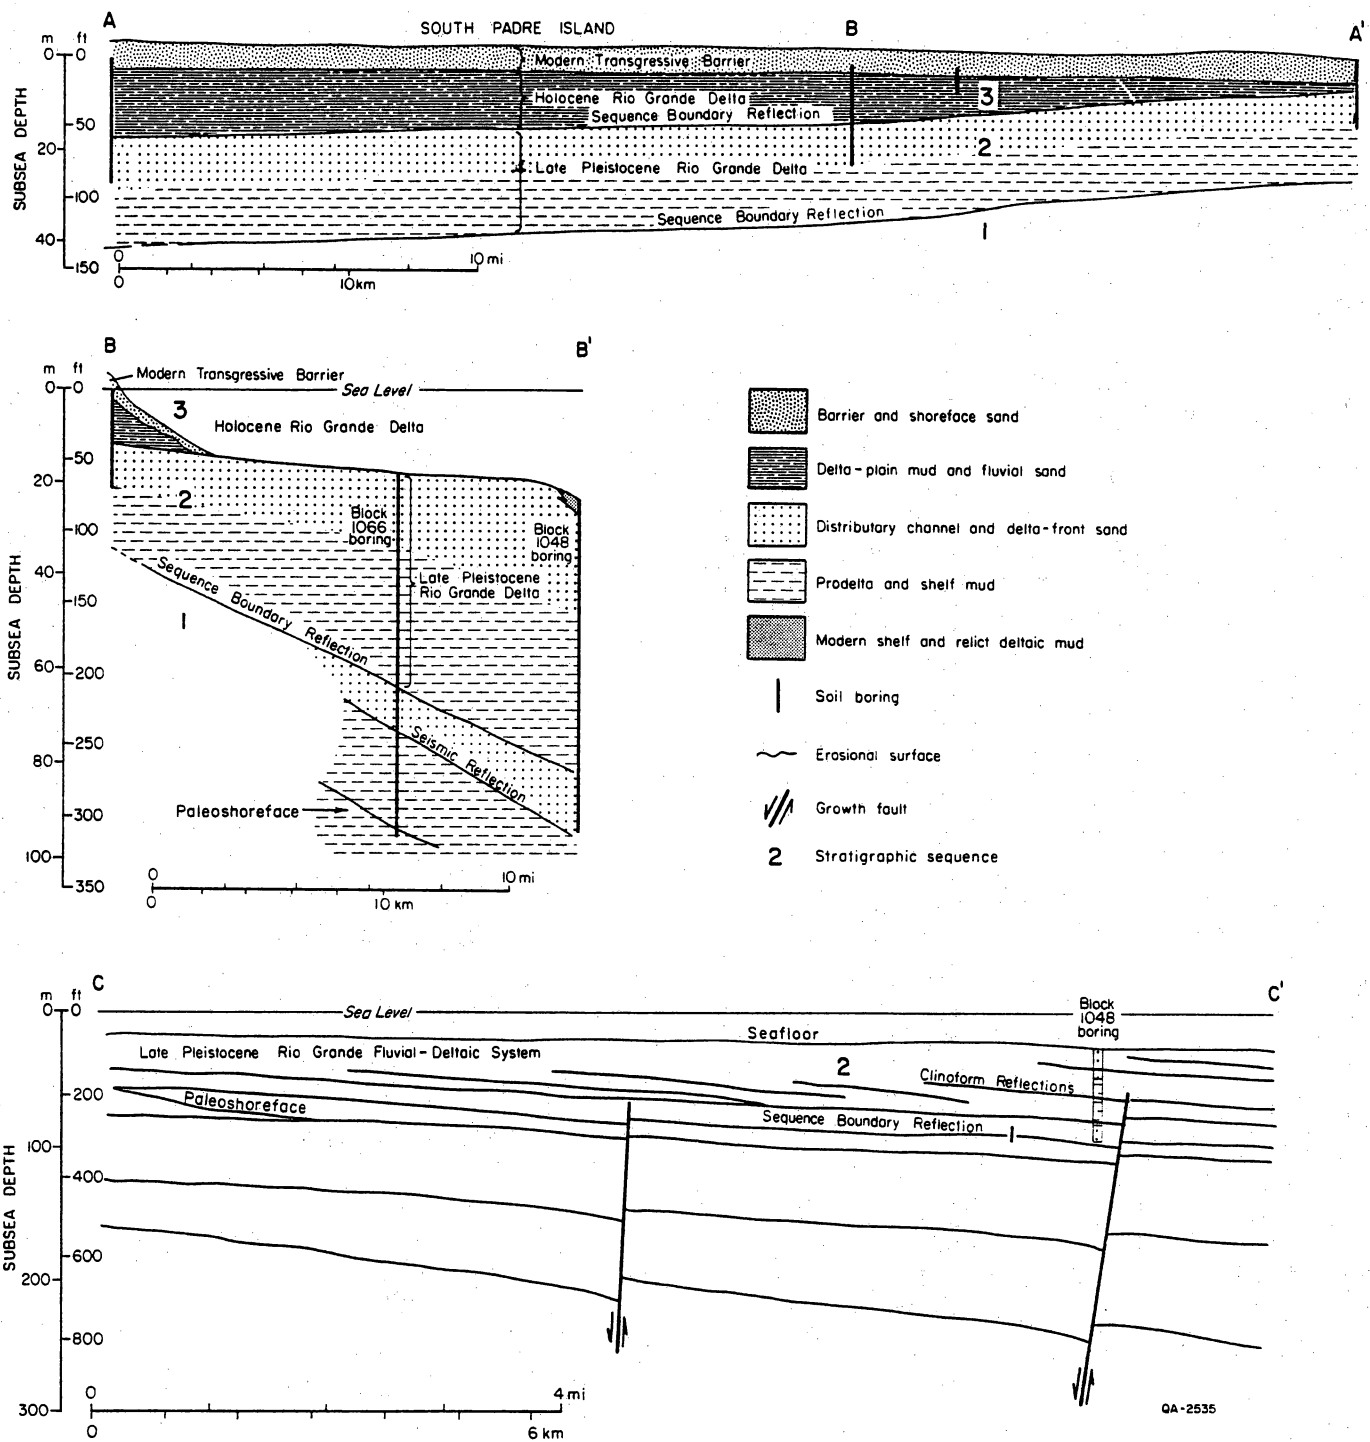 A
SOUTH PADRE ISLAND
B
A'
m ft
0 0
50
20
100
40
150
SUBSEA DEPTH
Modern Transgressive Barrier
Holocene Rio Grande Delta
Sequence Boundary Reflection
3
2
Late Pleistocene Rio Grande Delta
Sequence Boundary Reflection
1
0 10 mi
0 10 km
B
B'
m ft
0 0
50
20
100
40
150
60
200
250
80
300
100
350
SUBSEA DEPTH
Modern Transgressive Barrier
Sea Level
3
Holocene Rio Grande Delta
2
Block
1066
boring
Block
1048
boring
Late Pleistocene
Rio Grande Delta
Sequence Boundary Reflection
1
Seismic Reflection
Paleoshoreface
0 10 mi
0 10 km
Barrier and shoreface sand
Delta-plain mud and fluvial sand
Distributary channel and delta-front sand
Prodelta and shelf mud
Modern shelf and relict deltaic mud
Soil boring
Erosional surface
Growth fault
2 Stratigraphic sequence
C
C'
m ft
0 0
200
100
400
600
200
800
300
SUBSEA DEPTH
Sea Level
Seafloor
Block
1048
boring
Late Pleistocene Rio Grande Fluvial-Deltaic System
2
Clinoform Reflections
Paleoshoreface
Sequence Boundary Reflection
1
0 4 mi
0 6 km
QA-2535